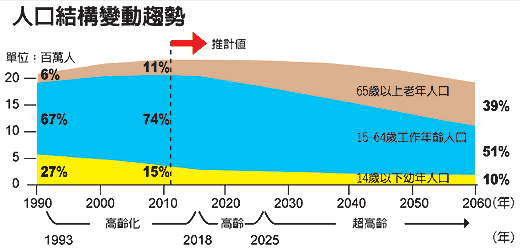 人口結構變動趨勢
推計值
單位：百萬人
20
15
10
5
0
6%
11%
65歲以上老年人口
39%
67%
74%
15-64歲工作年齡人口
51%
27%
15%
14歲以下幼年人口
10%
1990 2000 2010 2020 2030 2040 2050 2060(年)
高齡化 高齡 超高齡
1993 2018 2025 (年)